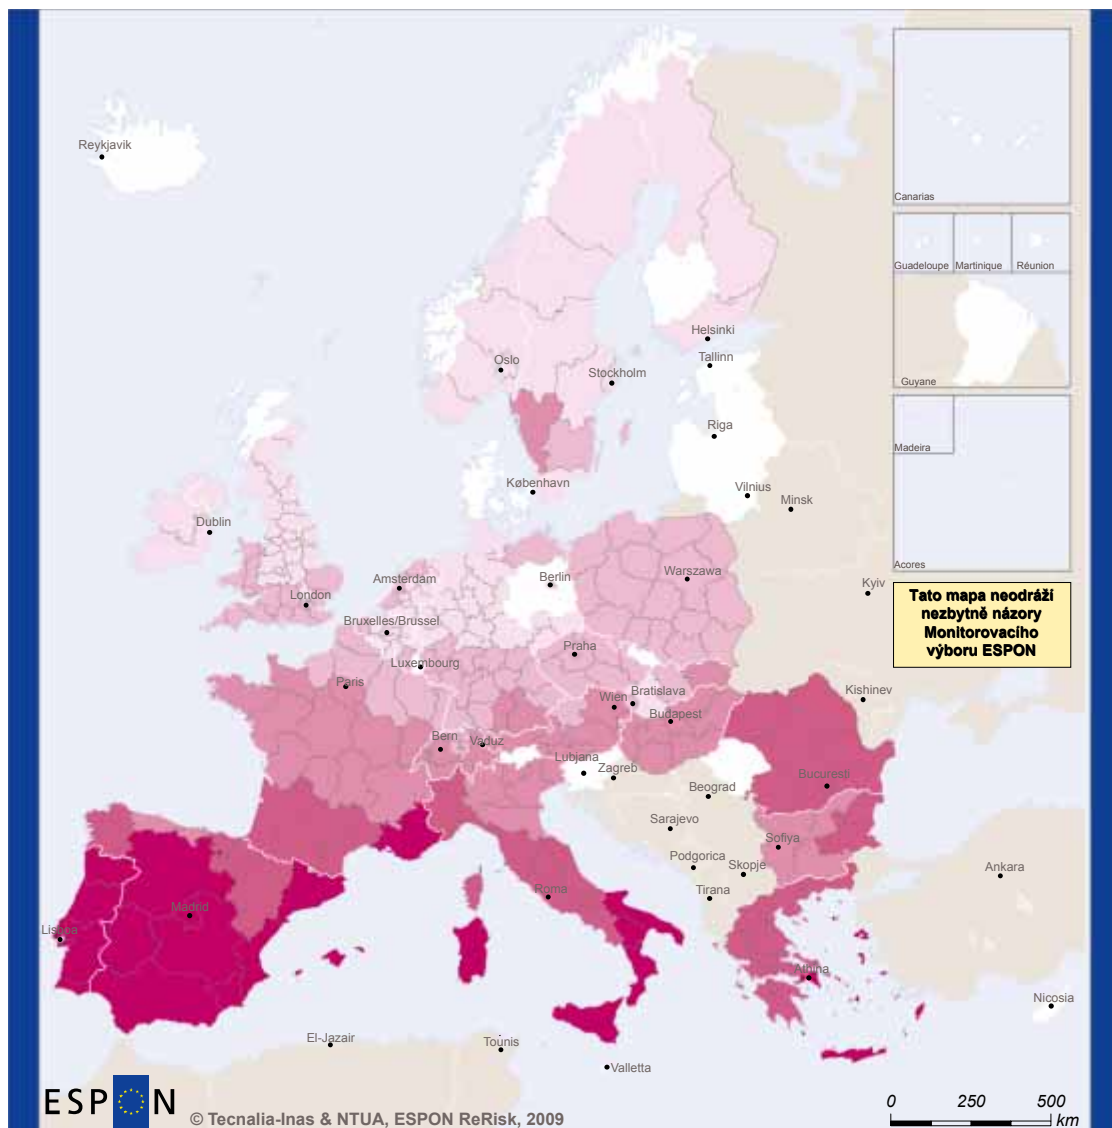 Reykjavik
Canarias
Guadeloupe
Martinique
Réunion
Guyane
Madeira
Acores
Helsinki
Tallinn
Oslo
Stockholm
Riga
København
Vilnius
Minsk
Dublin
Kyiv
Amsterdam
Berlin
Warszawa
London
Bruxelles/Brussel
Praha
Luxembourg
Paris
Kishinev
Wien
Bratislava
Budapest
Bern
Vaduz
Lubjana
Zagreb
Bucuresti
Beograd
Sarajevo
Sofiya
Podgorica
Skopje
Ankara
Tirana
Roma
Madrid
Lisboa
Athina
Nicosia
El-Jazair
Tounis
Valletta
Tato mapa neodráží
nezbytně názory
Monitorovacího
výboru ESPON
ESPON
© Tecnalia-Inas & NTUA, ESPON ReRisk, 2009
0 250 500
km